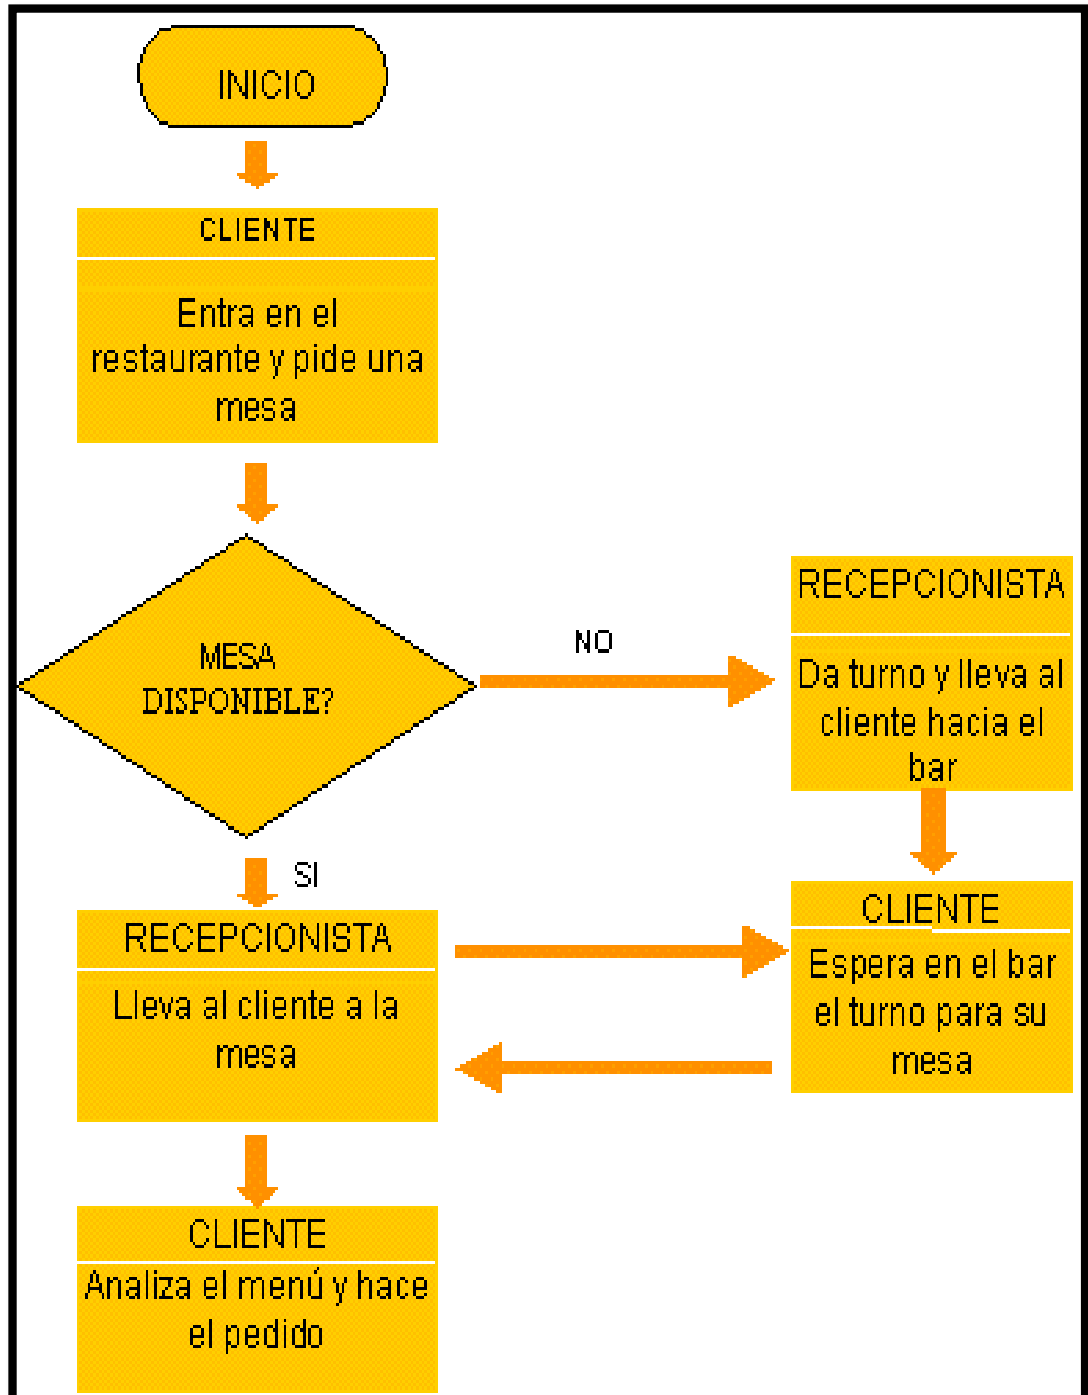 INICIO
CLIENTE
Entra en el
restaurante y pide una
mesa
MESA
DISPONIBLE?
NO
RECEPCIONISTA
Da turno y lleva al
cliente hacia el
bar
SI
RECEPCIONISTA
Lleva al cliente a la
mesa
CLIENTE
Espera en el bar
el turno para su
mesa
CLIENTE
Analiza el menú y hace
el pedido